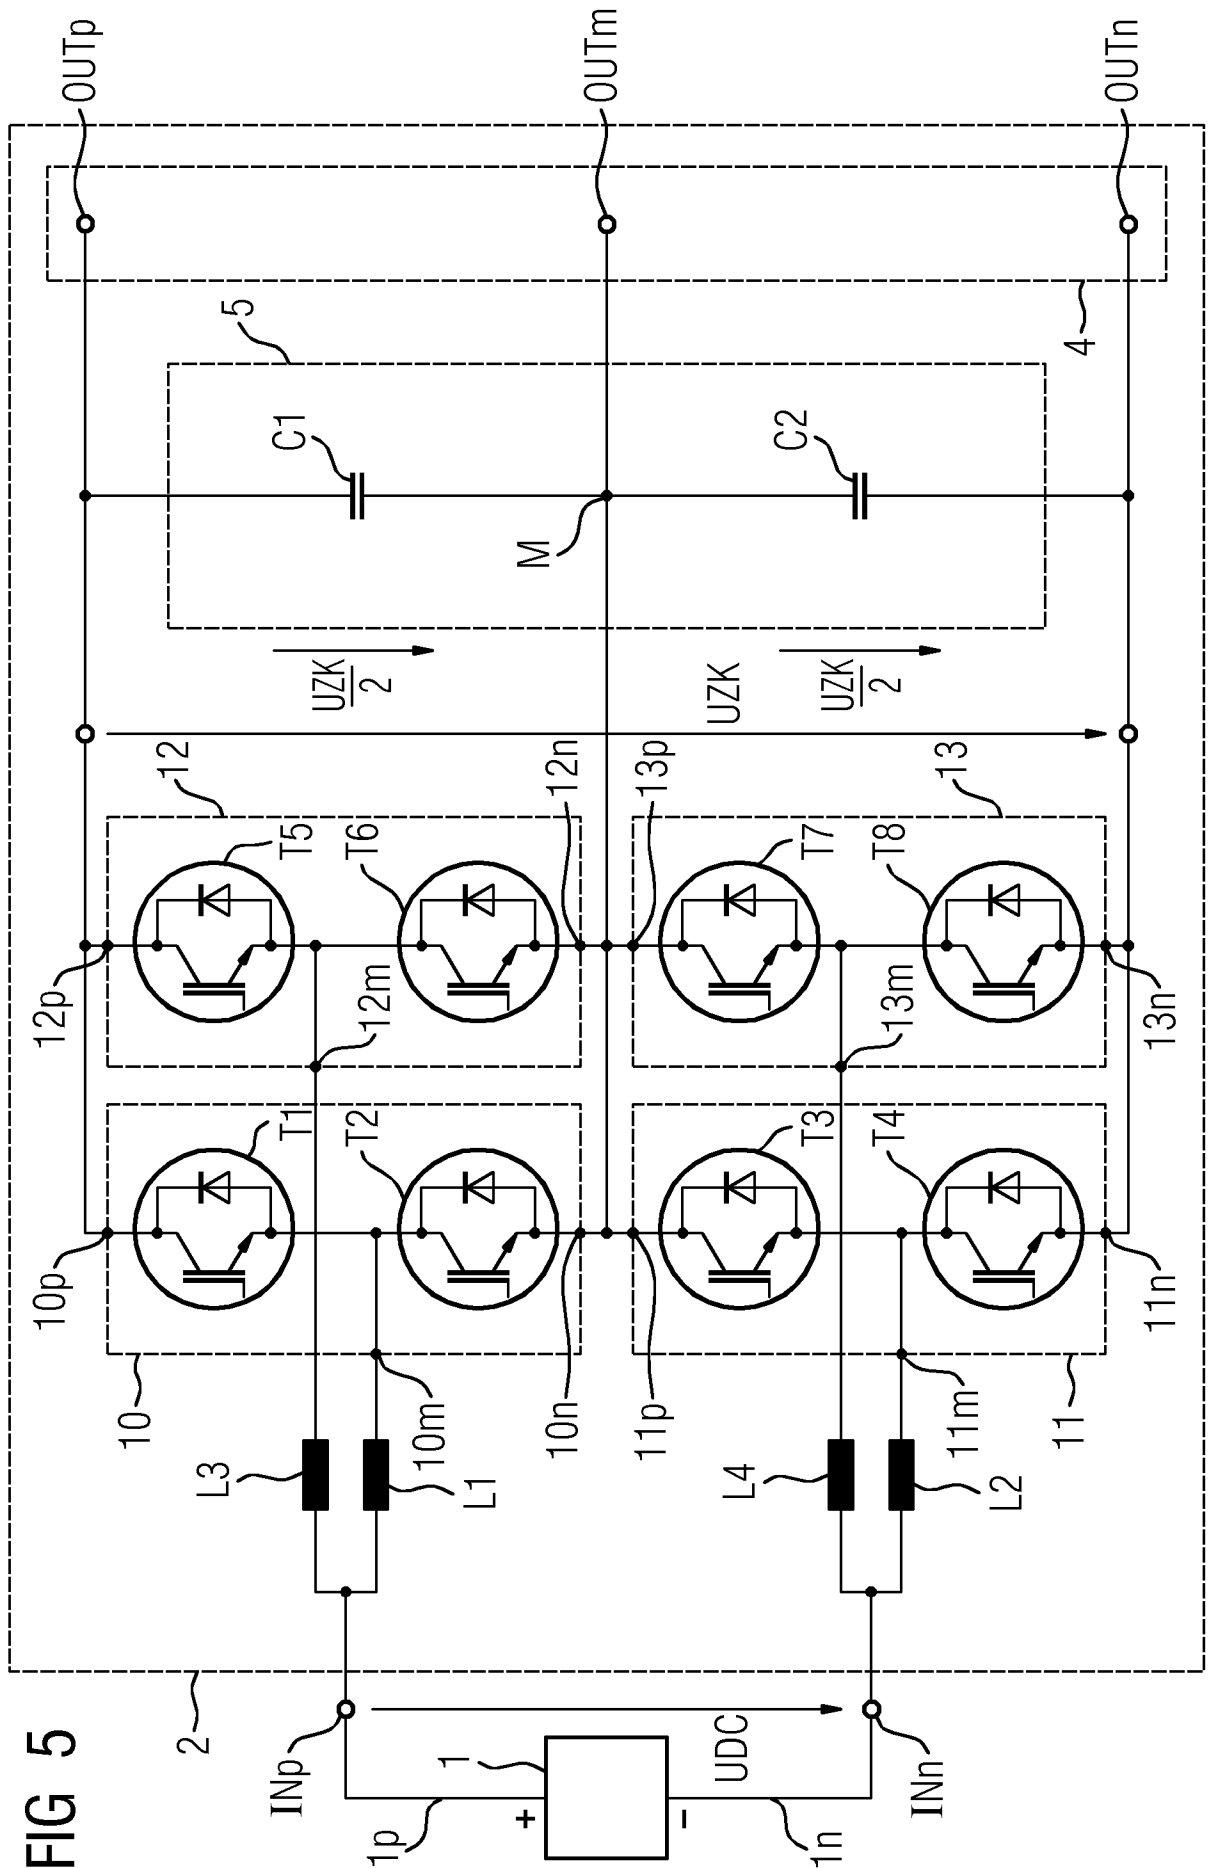 FIG 5
OUTp
OUTm
OUTn
4
5
C1
C2
M
UZK
2
UZK
UZK
2
12
12n
13p
13
T5
T6
T7
T8
12p
12m
13m
13n
T1
T2
T3
T4
10p
11n
10
10m
10n
11p
11m
11
L3
L1
L4
L2
2
INp
INn
UDC
1
1p
+
−
1n